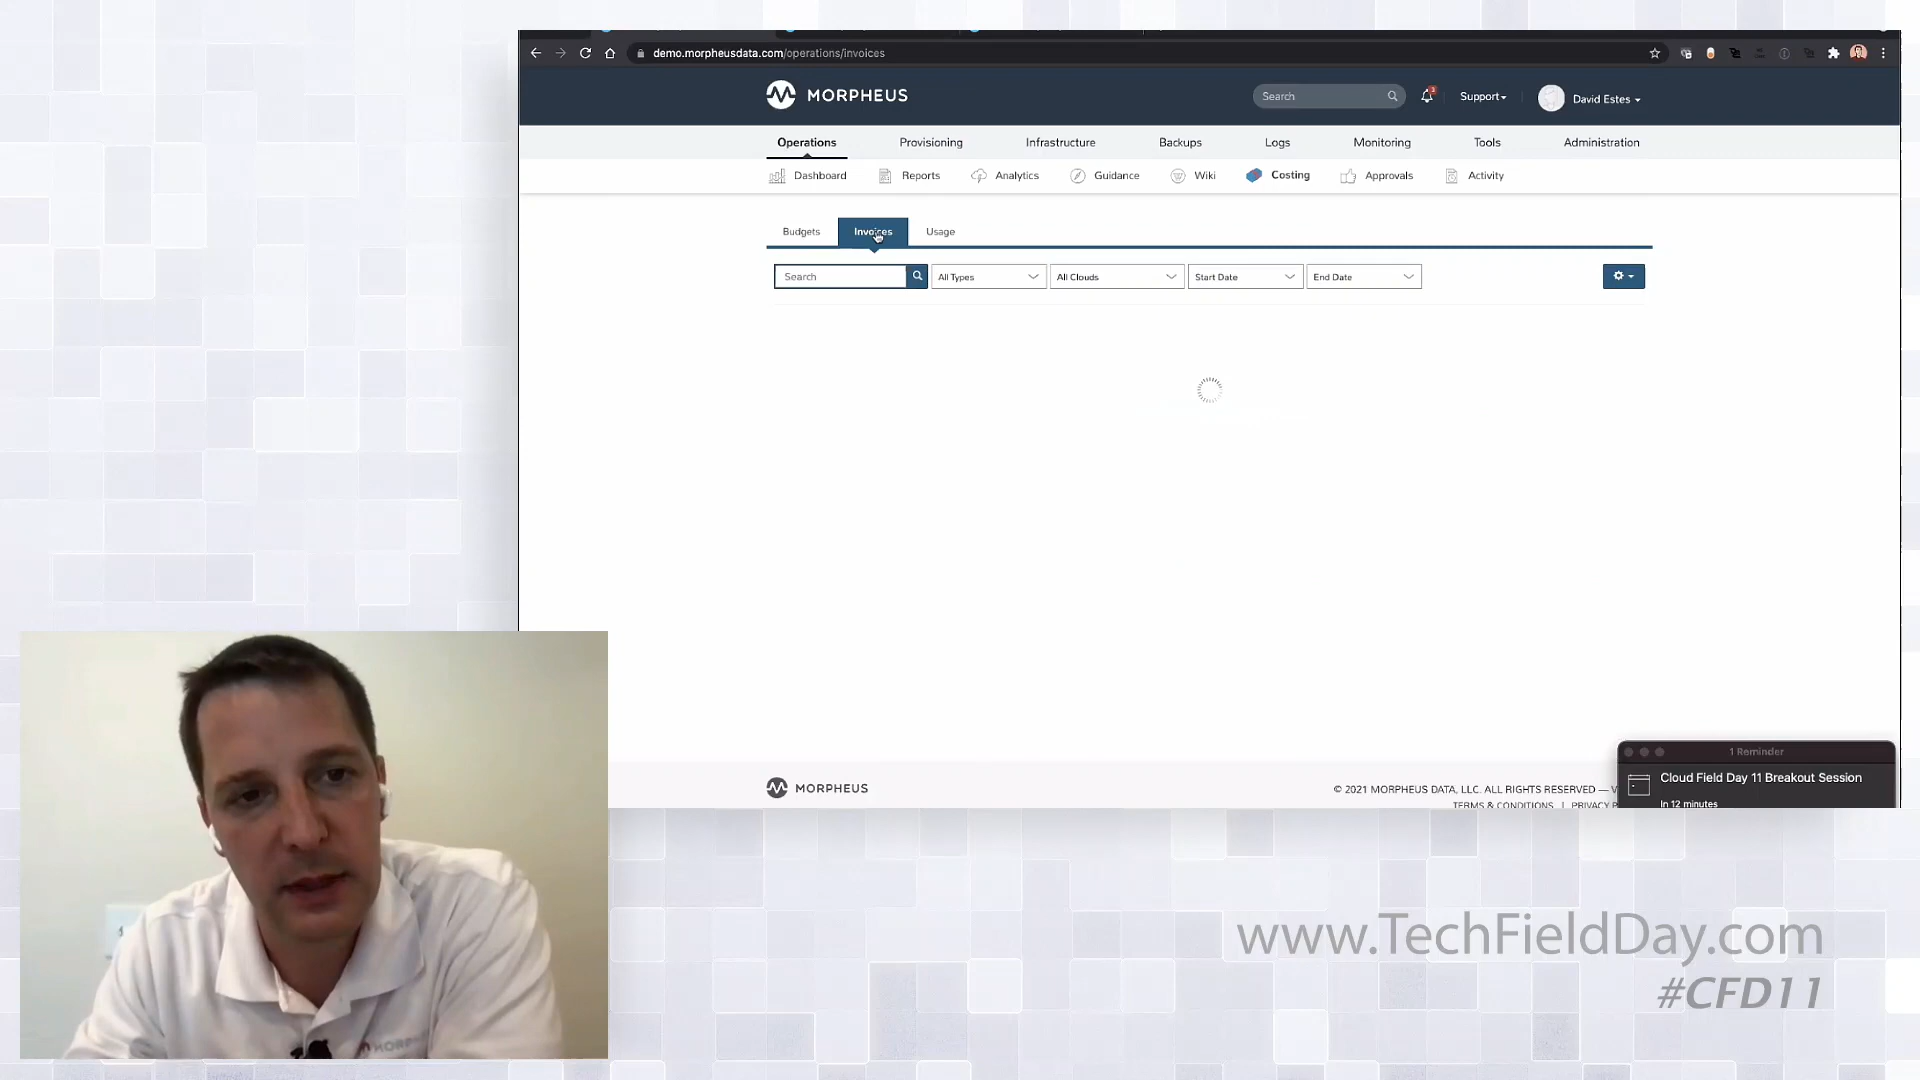 demo.morpheusdata.com/operations/invoices
MORPHEUS
Search
3
Support
David Estes
Operations
Provisioning
Infrastructure
Backups
Logs
Monitoring
Tools
Administration
Dashboard
Reports
Analytics
Guidance
Wiki
Costing
Approvals
Activity
Budgets
Invoices
Usage
Search
All Types
All Clouds
Start Date
End Date
MORPHEUS
© 2021 MORPHEUS DATA, LLC. ALL RIGHTS RESERVED — V
TERMS & CONDITIONS | PRIVACY P
1 Reminder
Cloud Field Day 11 Breakout Session
In 12 minutes
www.TechFieldDay.com
#CFD11